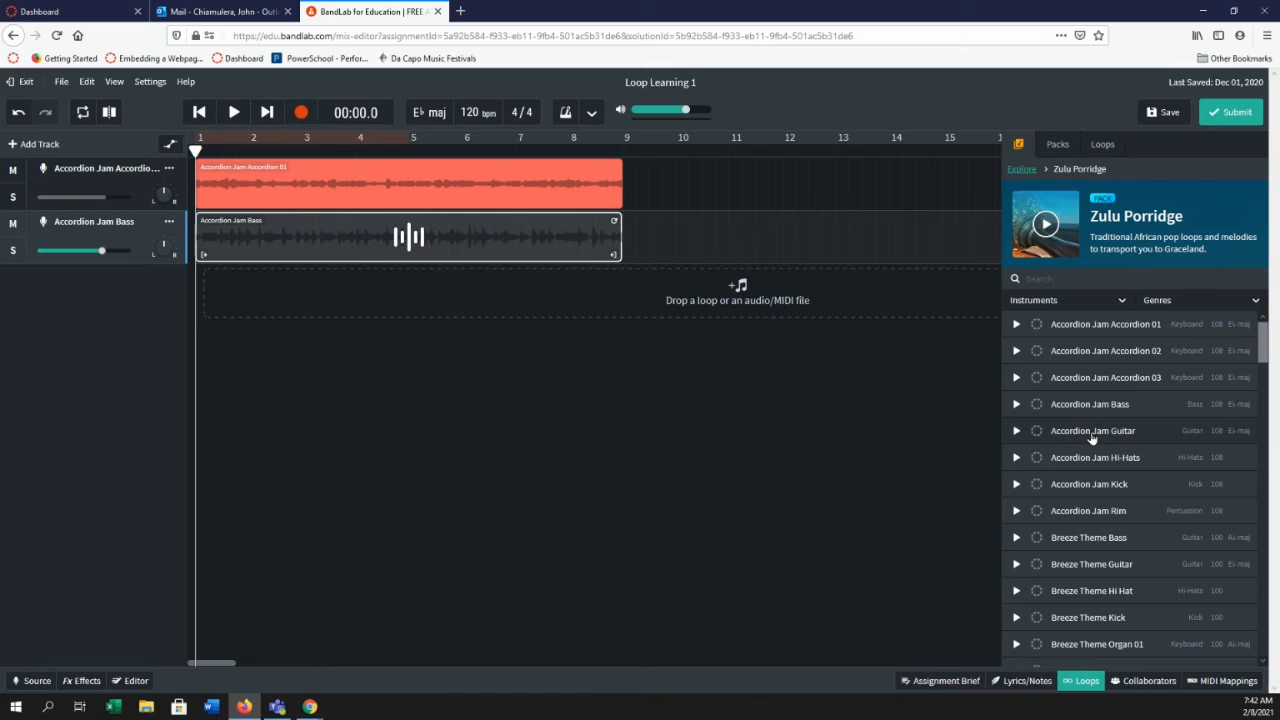 Dashboard
Mail - Chiamulera, John - Outl
BandLab for Education | FREE A
https://edu.bandlab.com/mix-editor?assignmentId=5a92b584-f933-eb11-9fb4-501ac5b31de6&solutionId=5b92b584-f933-eb11-9fb4-501ac5b31de6
Getting Started
Embedding a Webpag...
Dashboard
PowerSchool - Perfor...
Da Capo Music Festivals
Other Bookmarks
Exit
File
Edit
View
Settings
Help
Loop Learning 1
Last Saved: Dec 01, 2020
00:00.0
E♭ maj
120 bpm
4 / 4
Save
Submit
Add Track
1 2 3 4 5 6 7 8 9 10 11 12 13 14 15
Packs
Loops
M
Accordion Jam Accordio...
S
L R
Accordion Jam Accordion 01
M
Accordion Jam Bass
S
L R
Accordion Jam Bass
Drop a loop or an audio/MIDI file
Explore > Zulu Porridge
PACK
Zulu Porridge
Traditional African pop loops and melodies
to transport you to Graceland.
Search
Instruments
Genres
Accordion Jam Accordion 01 Keyboard 108 E♭ maj
Accordion Jam Accordion 02 Keyboard 108 E♭ maj
Accordion Jam Accordion 03 Keyboard 108 E♭ maj
Accordion Jam Bass Bass 108 E♭ maj
Accordion Jam Guitar Guitar 108 E♭ maj
Accordion Jam Hi-Hats Hi-Hats 108
Accordion Jam Kick Kick 108
Accordion Jam Rim Percussion 108
Breeze Theme Bass Guitar 100 A♭ maj
Breeze Theme Guitar Guitar 100 E♭ maj
Breeze Theme Hi Hat Hi-Hats 100
Breeze Theme Kick Kick 100
Breeze Theme Organ 01 Keyboard 100 A♭ maj
Source
Fx Effects
Editor
Assignment Brief
Lyrics/Notes
Loops
Collaborators
MIDI Mappings
7:42 AM
2/8/2021